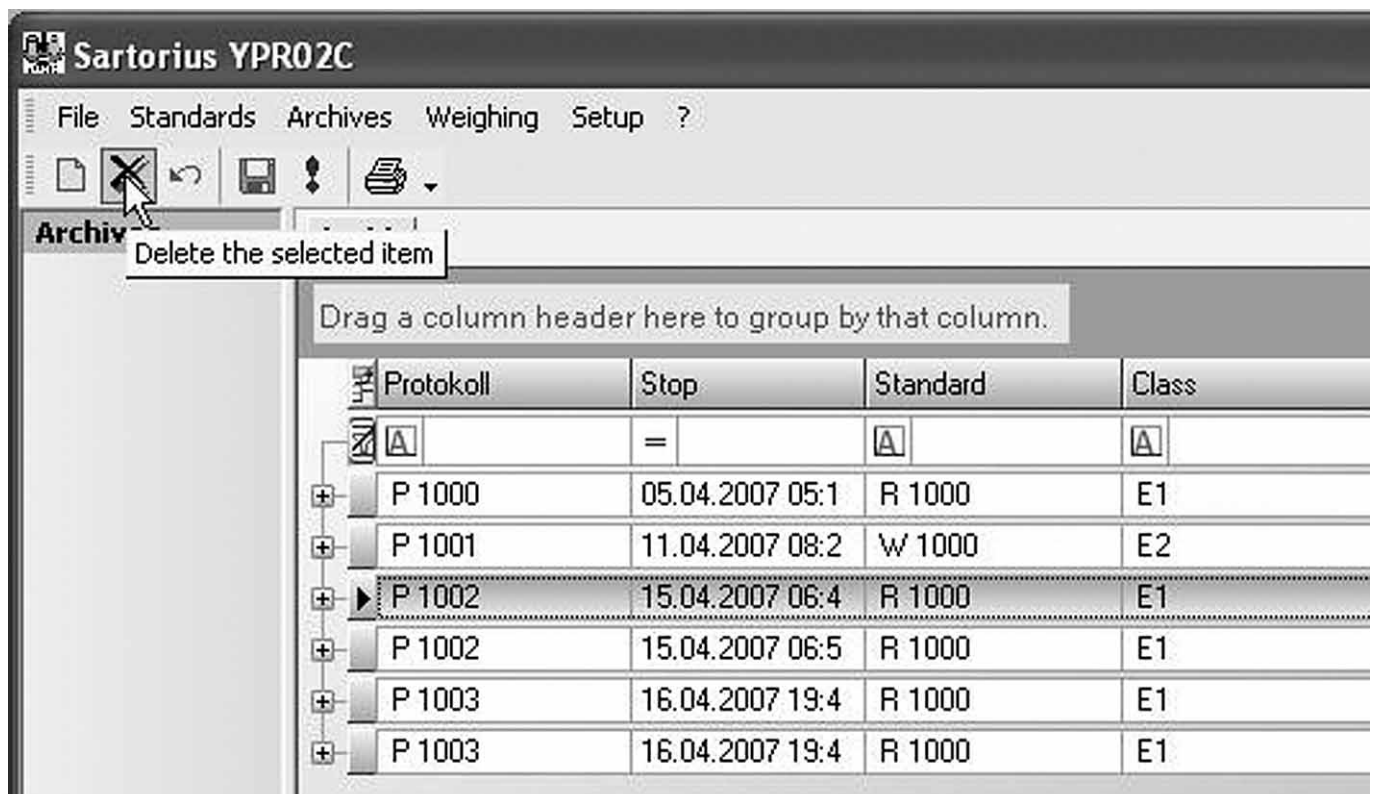 Sartorius YPR02C
File Standards Archives Weighing Setup ?
Delete the selected item
Drag a column header here to group by that column.
Protokoll Stop Standard Class
A = A A
P 1000 05.04.2007 05:1 R 1000 E1
P 1001 11.04.2007 08:2 W 1000 E2
P 1002 15.04.2007 06:4 R 1000 E1
P 1002 15.04.2007 06:5 R 1000 E1
P 1003 16.04.2007 19:4 R 1000 E1
P 1003 16.04.2007 19:4 R 1000 E1